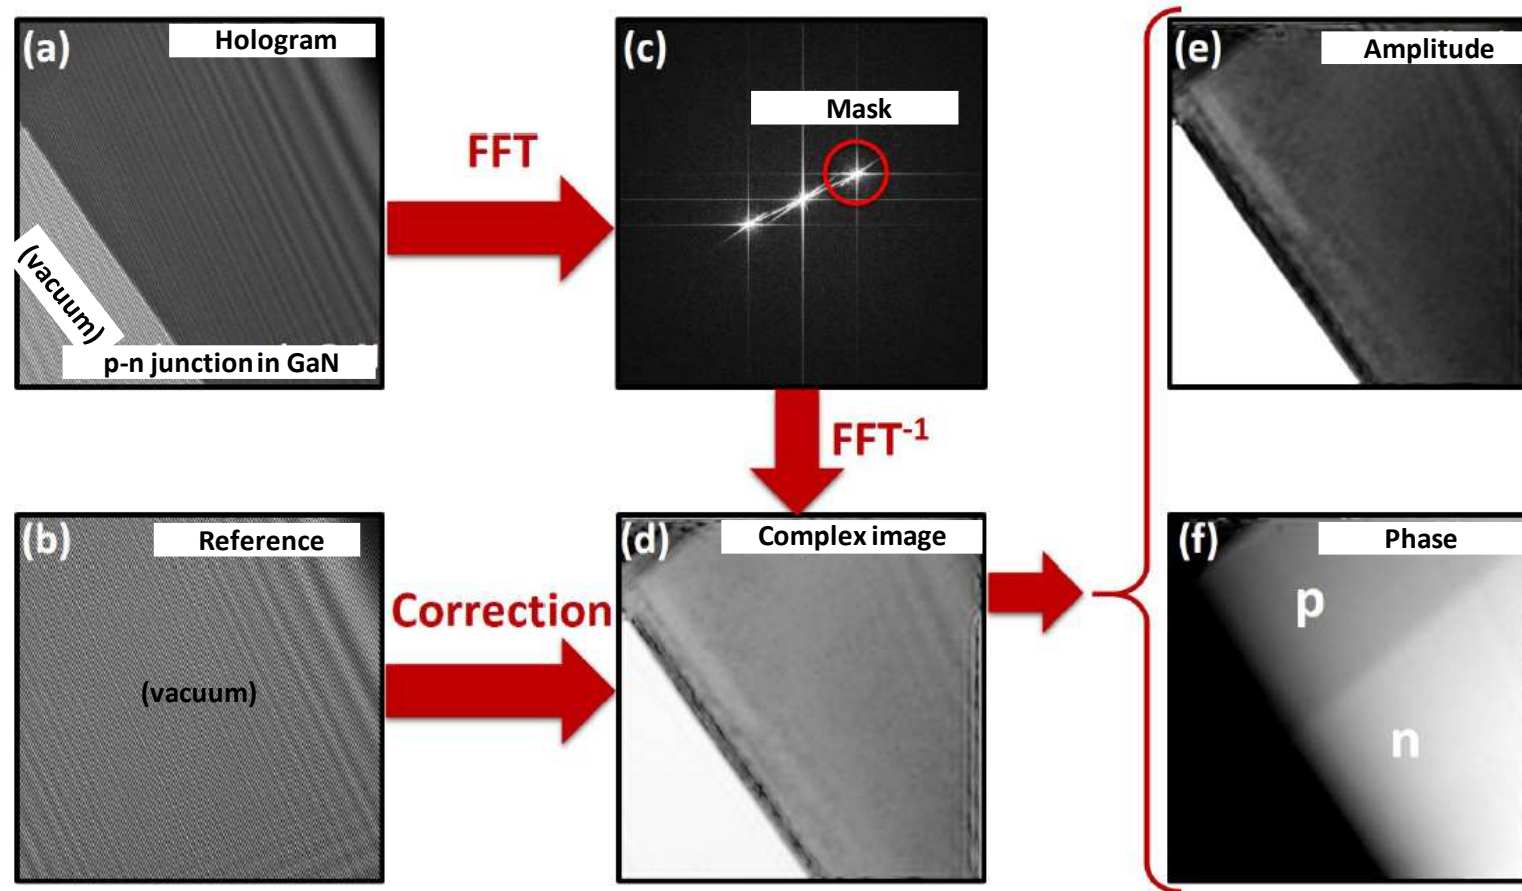 (a)
Hologram
(vacuum)
p-n junction in GaN
FFT
(c)
Mask
FFT-1
(b)
Reference
(vacuum)
Correction
(d)
Complex image
(e)
Amplitude
(f)
Phase
p
n